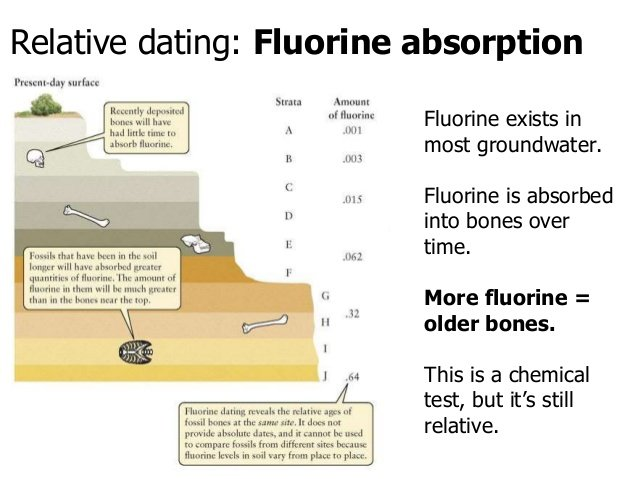 Relative dating: Fluorine absorption
Present-day surface
Recently deposited
bones will have
had little time to
absorb fluorine.
Fossils that have been in the soil
longer will have absorbed greater
quantities of fluorine. The amount of
fluorine in them will be much greater
than in the bones near the top.
Strata
Amount
of fluorine
A .001
B .003
C
.015
D
E
.062
F
G
.32
H
I
J .64
Fluorine dating reveals the relative ages of
fossil bones at the same site. It does not
provide absolute dates, and it cannot be used
to compare fossils from different sites because
fluorine levels in soil vary from place to place.
Fluorine exists in
most groundwater.
Fluorine is absorbed
into bones over
time.
More fluorine =
older bones.
This is a chemical
test, but it’s still
relative.